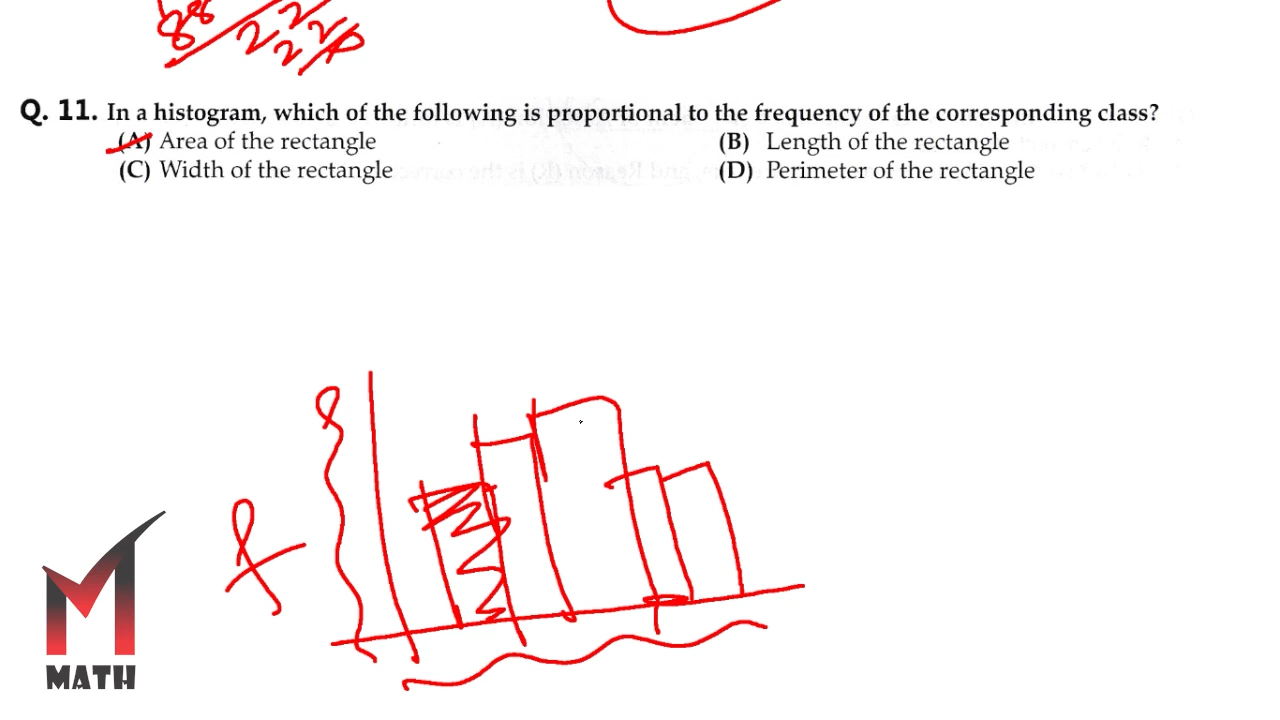 Q. 11. In a histogram, which of the following is proportional to the frequency of the corresponding class?
(A) Area of the rectangle (B) Length of the rectangle
(C) Width of the rectangle (D) Perimeter of the rectangle
f
M
MATH